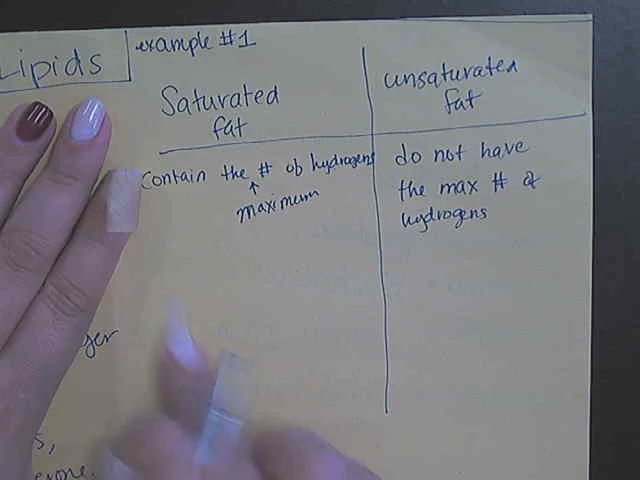 Lipids
example #1
Saturated
fat
unsaturated
fat
Contain the # of hydrogens
↑
maximum
do not have
the max # of
hydrogens